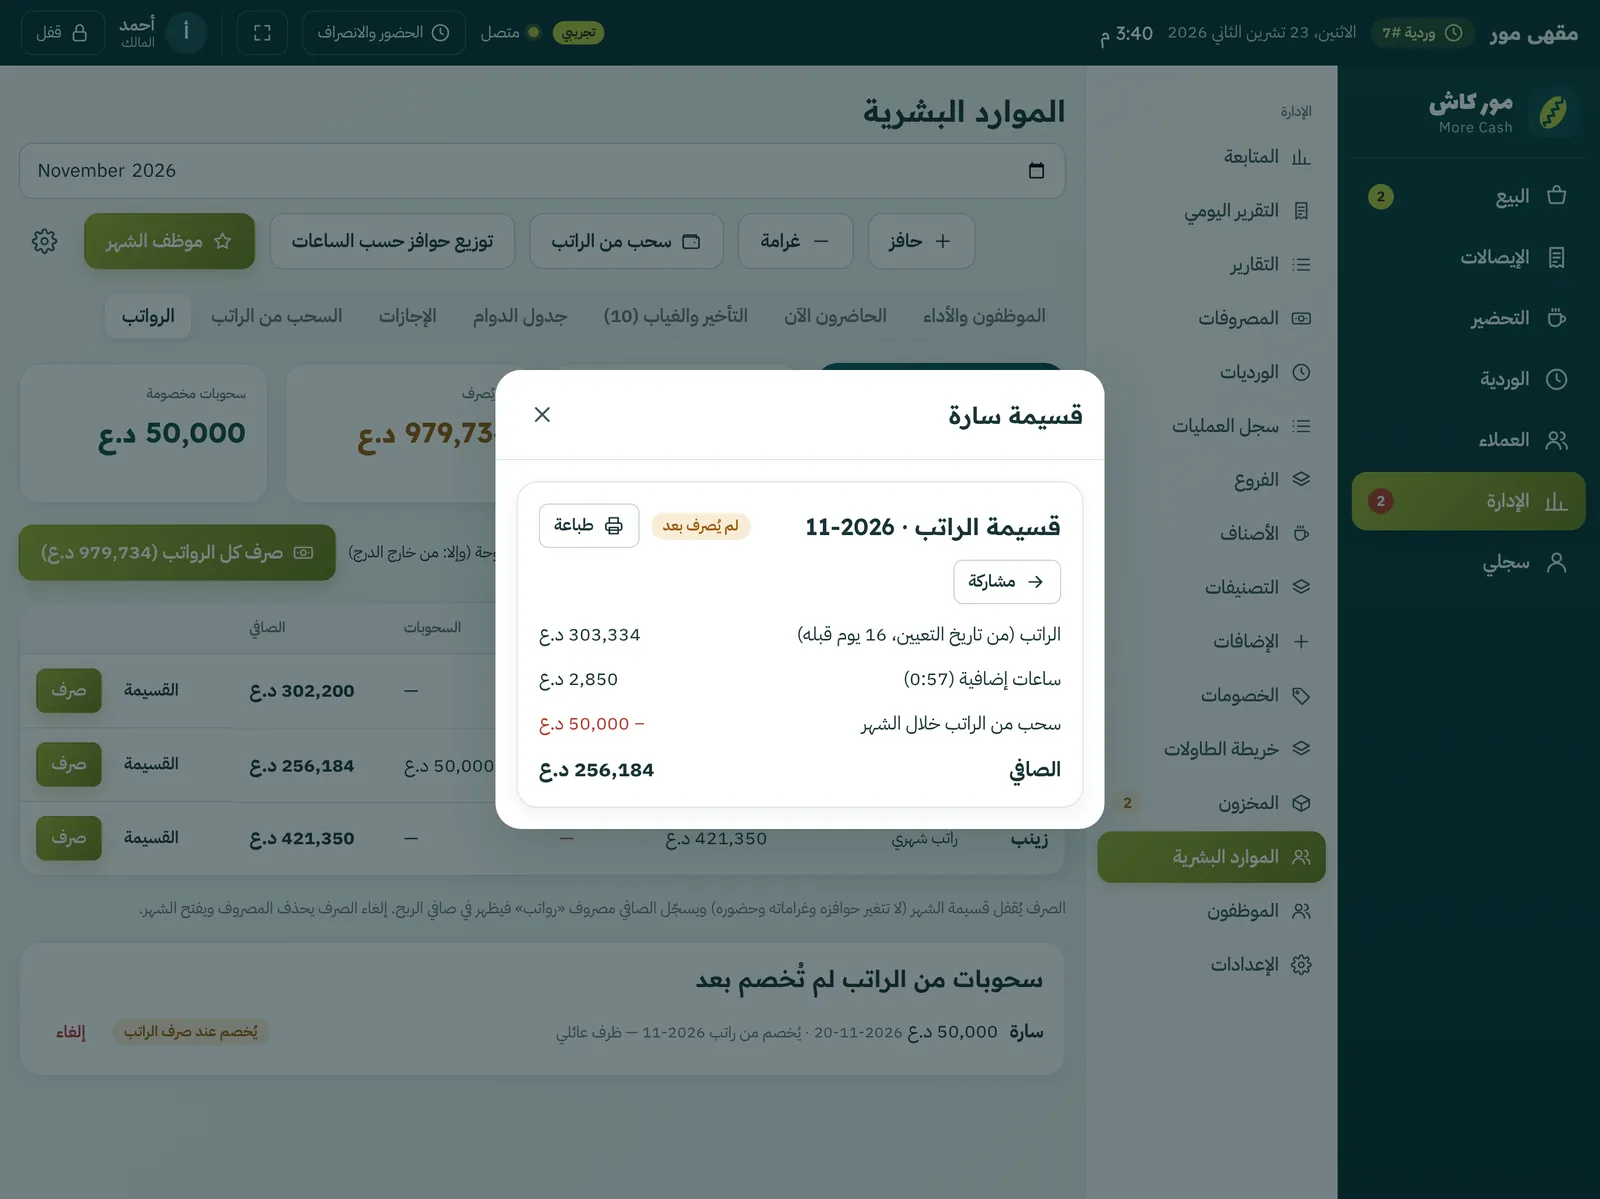 مقهى مور
وردية #7
الاثنين، 23 تشرين الثاني 2026
3:40 م
تجريبي
متصل
الحضور والانصراف
أ
أحمد
المالك
قفل
مور كاش
More Cash
البيع
2
الإيصالات
التحضير
الوردية
العملاء
الإدارة
2
سجلي
الإدارة
المتابعة
التقرير اليومي
التقارير
المصروفات
الورديات
سجل العمليات
الفروع
الأصناف
التصنيفات
الإضافات
الخصومات
خريطة الطاولات
المخزون
2
الموارد البشرية
الموظفون
الإعدادات
الموارد البشرية
November 2026
حافز
غرامة
سحب من الراتب
توزيع حوافز حسب الساعات
موظف الشهر
الموظفون والأداء
الحاضرون الآن
التأخير والغياب (10)
جدول الدوام
الإجازات
السحب من الراتب
الرواتب
يُصرف
979,73
د.ع
سحوبات مخصومة
50,000 د.ع
وحة (وإلا: من خارج الدرج)
صرف كل الرواتب (979,734 د.ع)
السحوبات
الصافي
—
302,200 د.ع
القسيمة
صرف
50,000 د.ع
256,184 د.ع
القسيمة
صرف
زينب
راتب شهري
421,350 د.ع
—
—
421,350 د.ع
القسيمة
صرف
الصرف يُقفل قسيمة الشهر (لا تتغير حوافزه وغراماته وحضوره) ويسجّل الصافي مصروف «رواتب» فيظهر في صافي الربح. إلغاء الصرف يحذف المصروف ويفتح الشهر.
سحوبات من الراتب لم تُخصم بعد
سارة 50,000 د.ع 20-11-2026 · يُخصم من راتب 2026-11 — ظرف عائلي
يُخصم عند صرف الراتب
إلغاء
قسيمة سارة
قسيمة الراتب · 2026-11
لم يُصرف بعد
طباعة
مشاركة
الراتب (من تاريخ التعيين، 16 يوم قبله)
303,334 د.ع
ساعات إضافية (0:57)
2,850 د.ع
سحب من الراتب خلال الشهر
− 50,000 د.ع
الصافي
256,184 د.ع